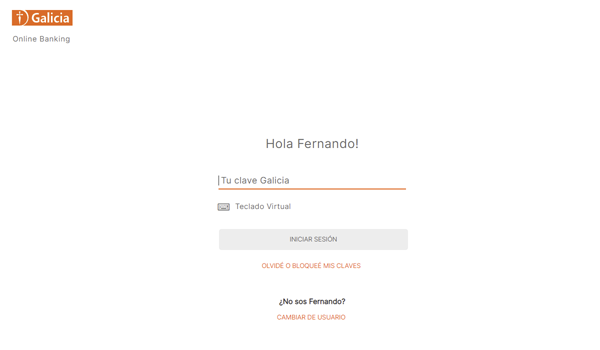 Galicia
Online Banking
Hola Fernando!
Tu clave Galicia
Teclado Virtual
INICIAR SESIÓN
OLVIDÉ O BLOQUEÉ MIS CLAVES
¿No sos Fernando?
CAMBIAR DE USUARIO